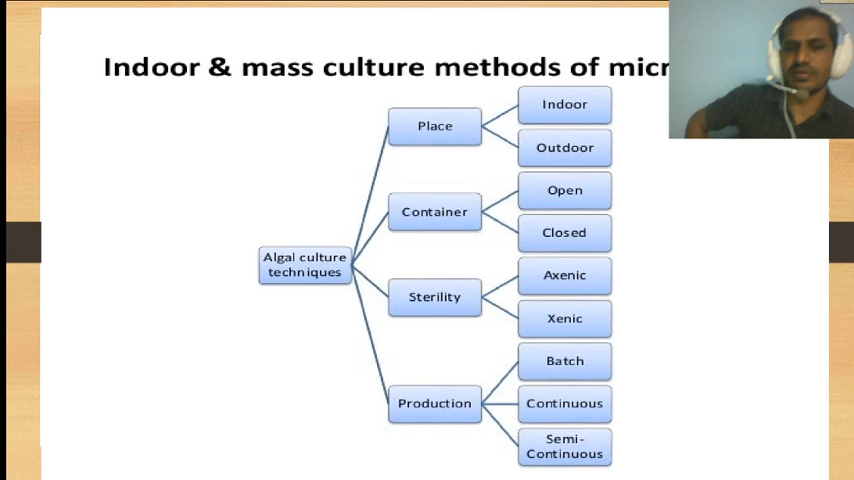 Indoor & mass culture methods of micr
Indoor
Place
Outdoor
Open
Container
Closed
Algal culture
techniques
Axenic
Sterility
Xenic
Batch
Production
Continuous
Semi-
Continuous